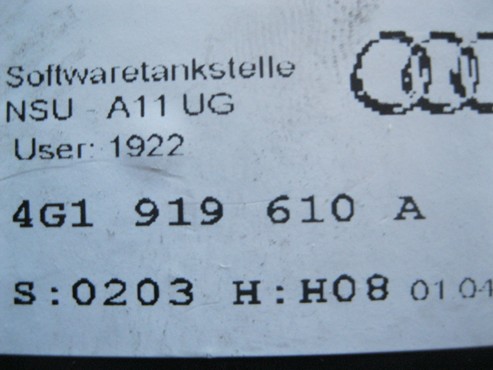 Softwaretankstelle
NSU - A11 UG
User: 1922
4G1 919 610 A
S:0203 H:H08 01 04